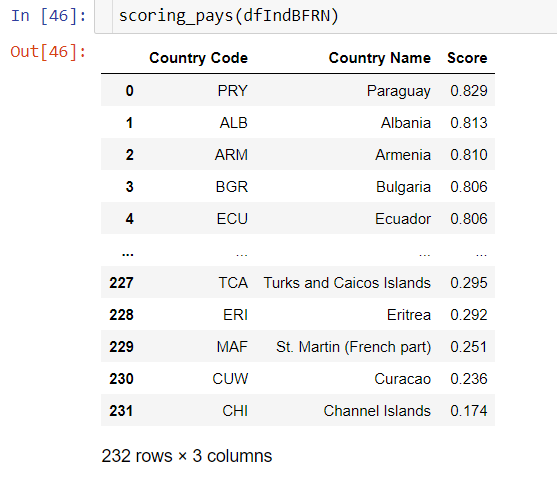 In [46]: scoring_pays(dfIndBFRN)
Out[46]:
Country Code Country Name Score
0 PRY Paraguay 0.829
1 ALB Albania 0.813
2 ARM Armenia 0.810
3 BGR Bulgaria 0.806
4 ECU Ecuador 0.806
... ... ... ...
227 TCA Turks and Caicos Islands 0.295
228 ERI Eritrea 0.292
229 MAF St. Martin (French part) 0.251
230 CUW Curacao 0.236
231 CHI Channel Islands 0.174
232 rows × 3 columns